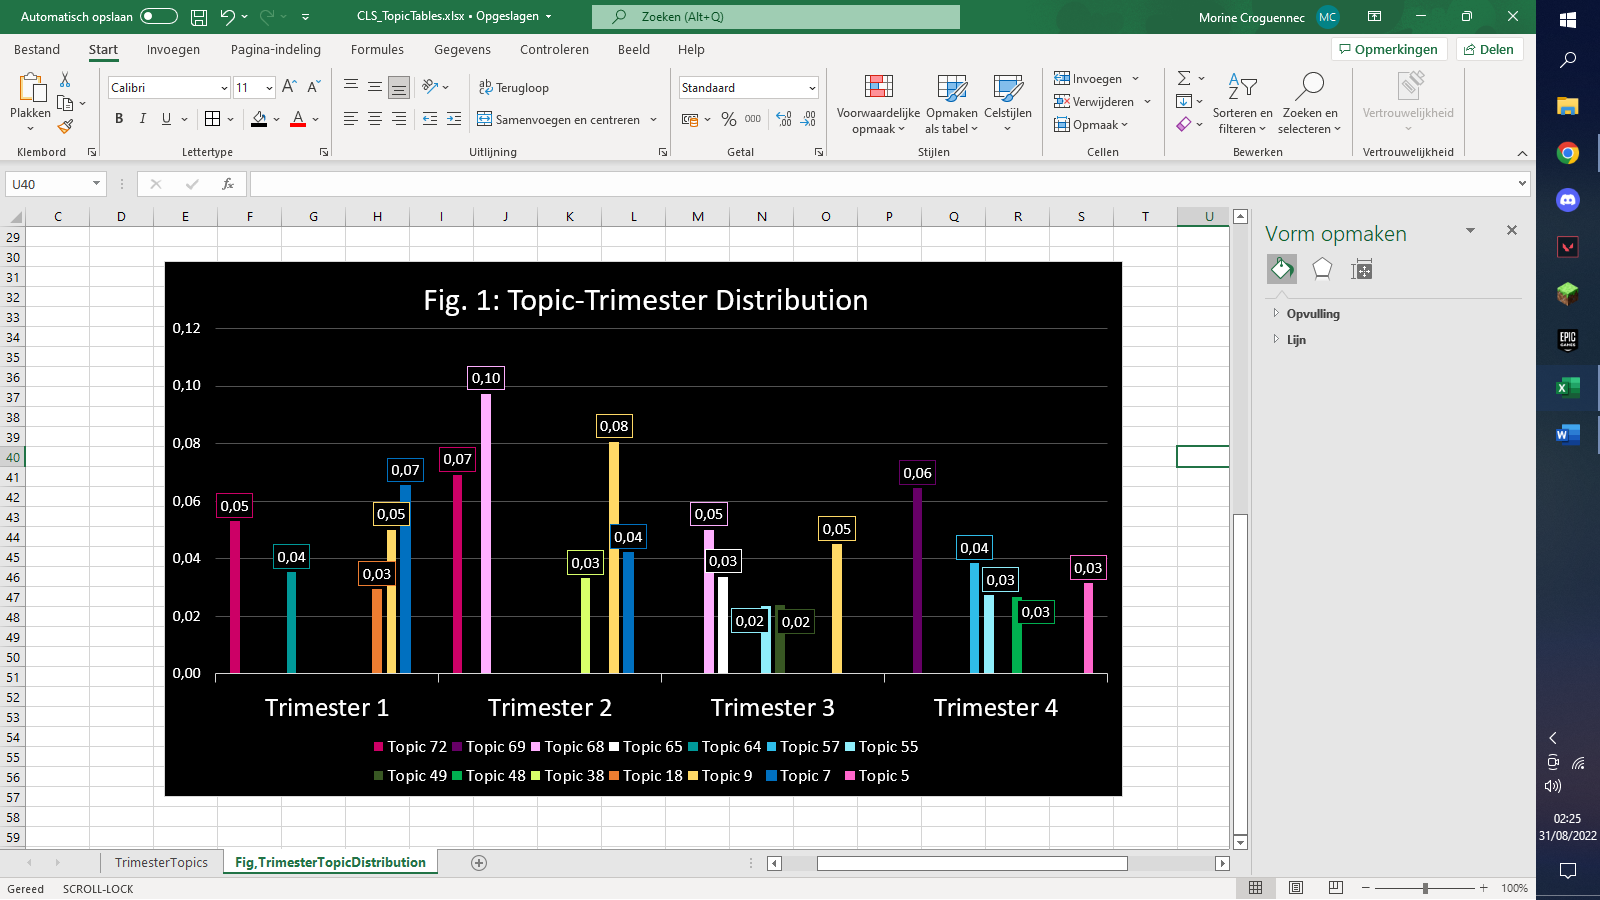 Automatisch opslaan
CLS_TopicTables.xlsx • Opgeslagen
Zoeken (Alt+Q)
Morine Croguennec
MC
Bestand Start Invoegen Pagina-indeling Formules Gegevens Controleren Beeld Help
Opmerkingen
Delen
Plakken
Klembord
Calibri
11
B I U
Lettertype
Terugloop
Samenvoegen en centreren
Uitlijning
Standaard
% 000
Getal
Voorwaardelijke opmaak
Opmaken als tabel
Celstijlen
Stijlen
Invoegen
Verwijderen
Opmaak
Cellen
Sorteren en filteren
Zoeken en selecteren
Bewerken
Vertrouwelijkheid
Vertrouwelijkheid
U40
fx
C D E F G H I J K L M N O P Q R S T U
29
30
31
32
33
34
35
36
37
38
39
40
41
42
43
44
45
46
47
48
49
50
51
52
53
54
55
56
57
58
59
Fig. 1: Topic-Trimester Distribution
0,12
0,10
0,08
0,06
0,04
0,02
0,00
0,05
0,04
0,03
0,05
0,07
0,07
0,10
0,03
0,08
0,04
0,05
0,03
0,02
0,02
0,05
0,06
0,04
0,03
0,03
0,03
Trimester 1 Trimester 2 Trimester 3 Trimester 4
Topic 72 Topic 69 Topic 68 Topic 65 Topic 64 Topic 57 Topic 55
Topic 49 Topic 48 Topic 38 Topic 18 Topic 9 Topic 7 Topic 5
Vorm opmaken
Opvulling
Lijn
EPIC GAMES
02:25
31/08/2022
TrimesterTopics
Fig,TrimesterTopicDistribution
Gereed
SCROLL-LOCK
100%